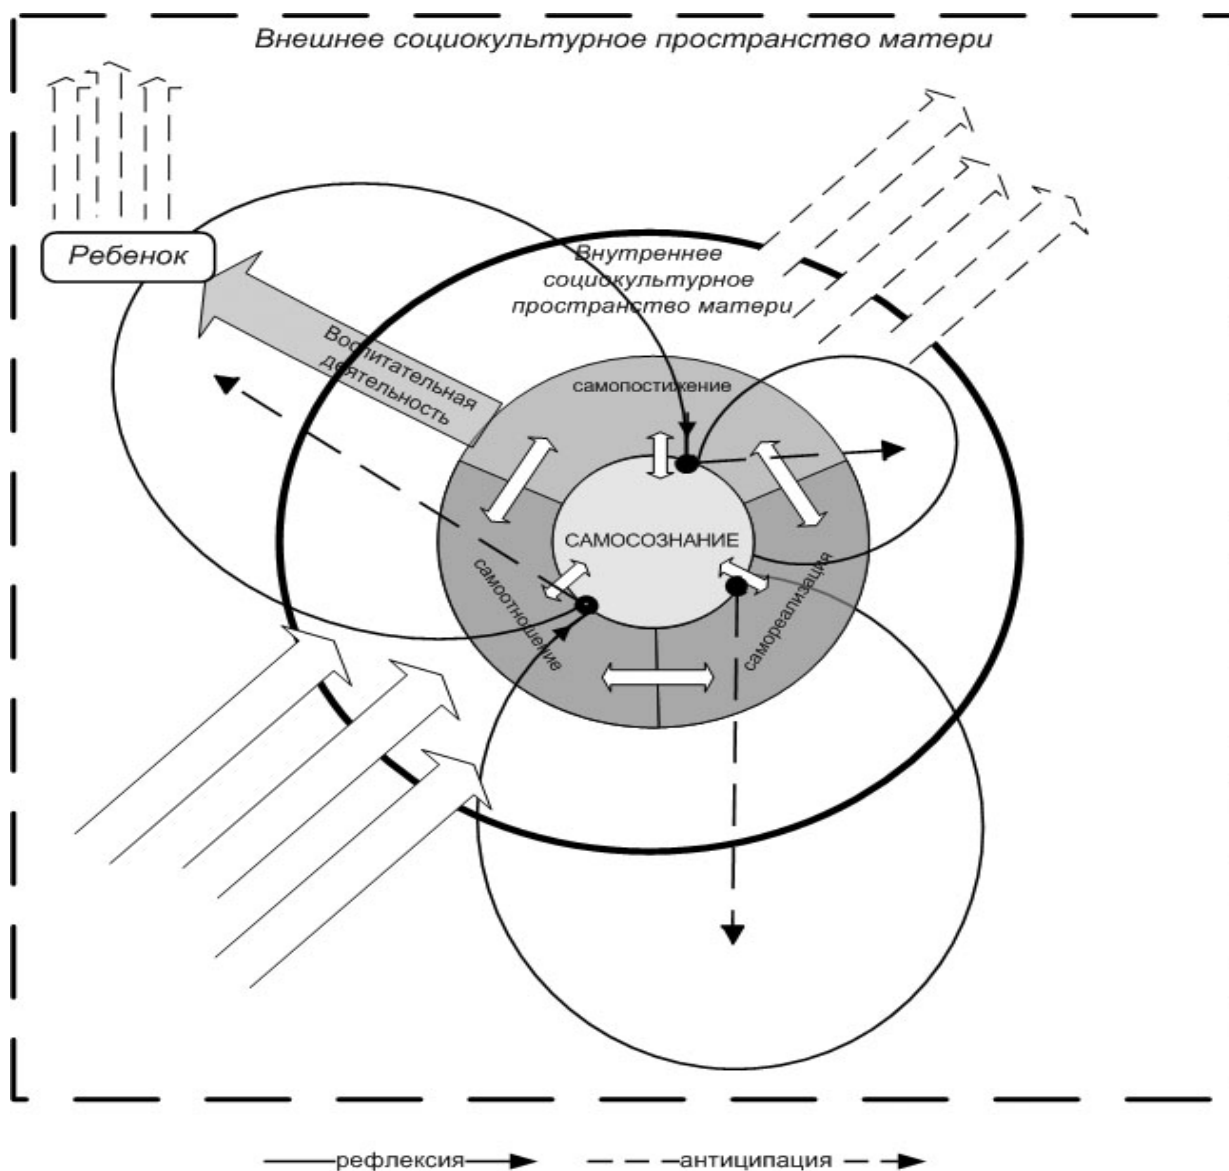 Внешнее социокультурное пространство матери
Ребенок
Внутреннее
социокультурное
пространство матери
Воспитательная
деятельность
самопостижение
САМОСОЗНАНИЕ
самоотношение
самореализация
рефлексия
антиципация